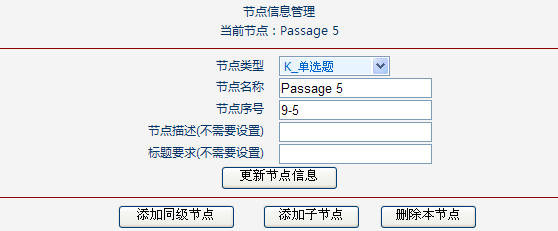 节点信息管理
当前节点：Passage 5
节点类型 K_单选题
节点名称 Passage 5
节点序号 9-5
节点描述(不需要设置)
标题要求(不需要设置)
更新节点信息
添加同级节点 添加子节点 删除本节点